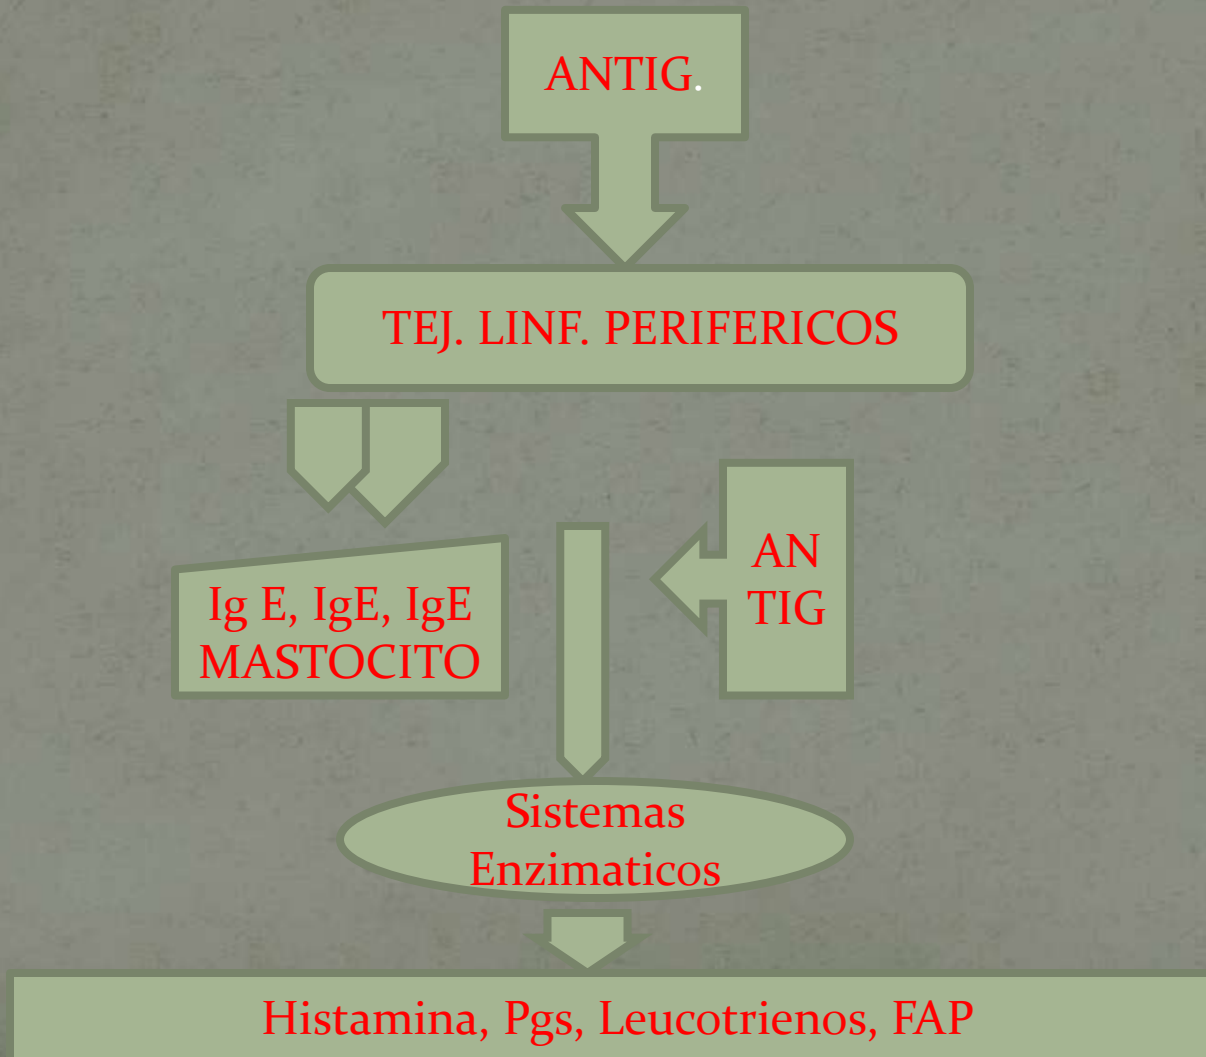 ANTIG.
TEJ. LINF. PERIFERICOS
Ig E, IgE, IgE
MASTOCITO
AN
TIG
Sistemas
Enzimaticos
Histamina, Pgs, Leucotrienos, FAP